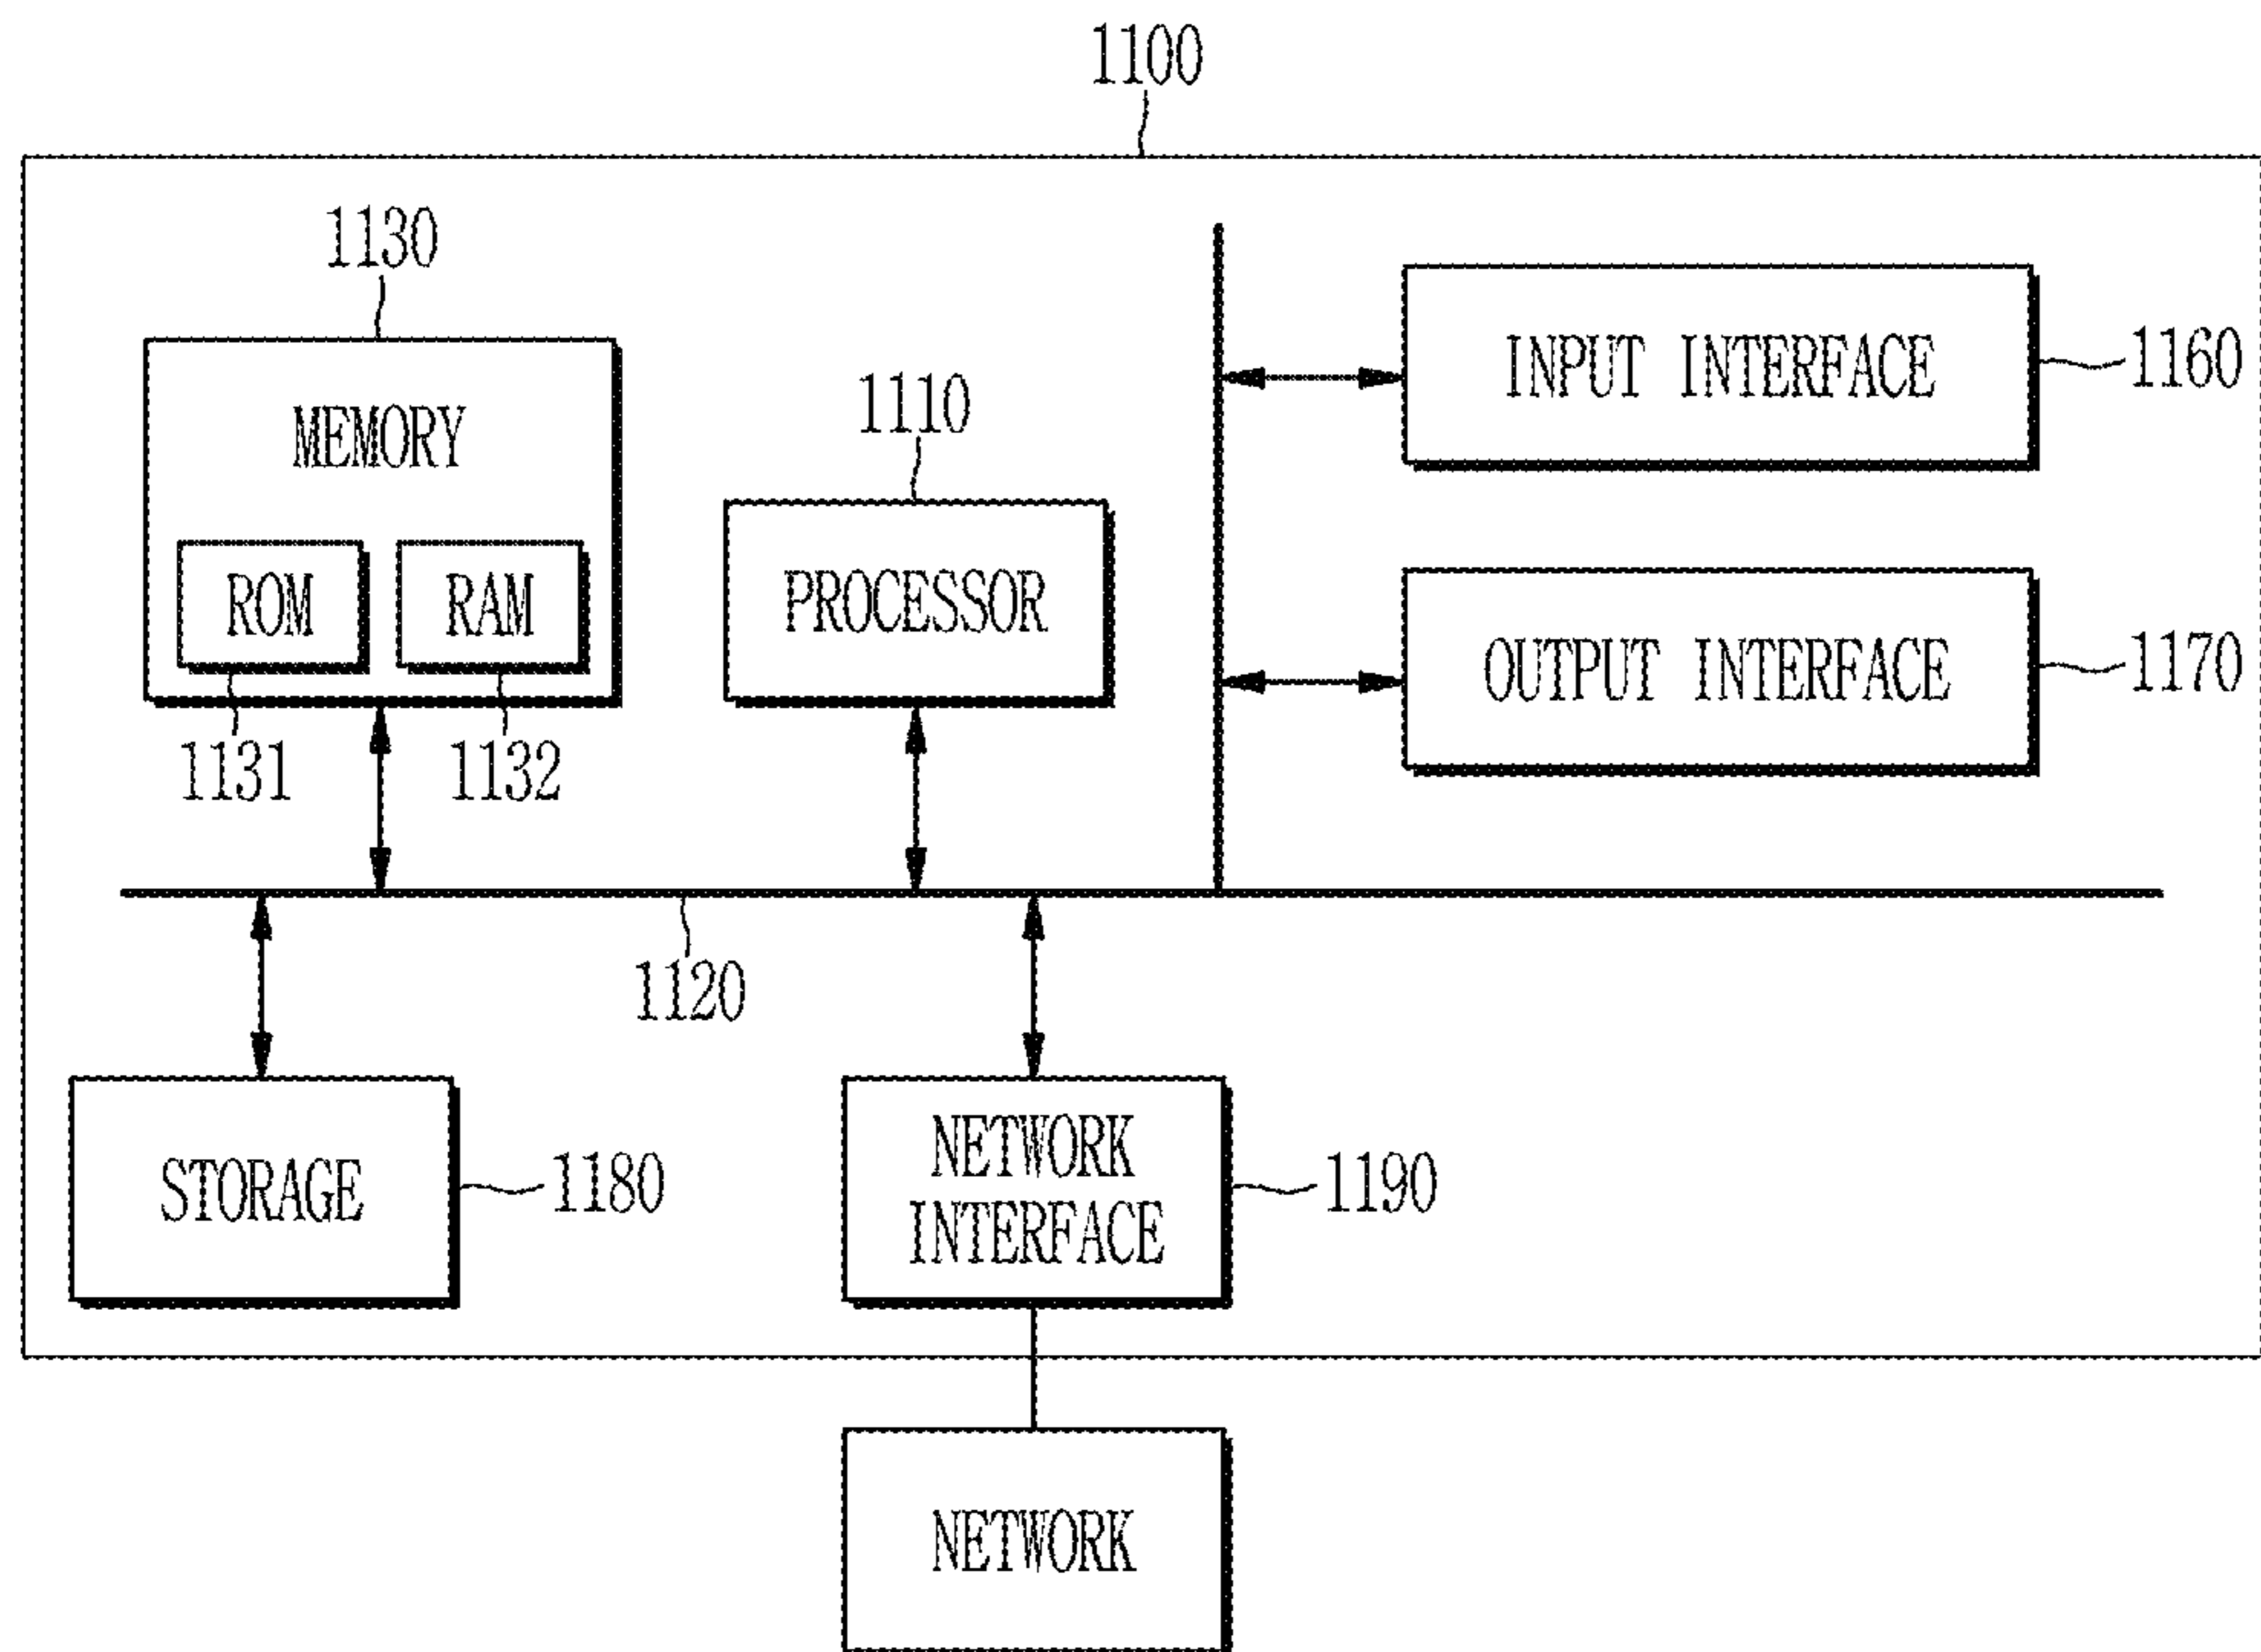 1100
1130
MEMORY
ROM
RAM
1131
1132
1110
PROCESSOR
INPUT INTERFACE
1160
OUTPUT INTERFACE
1170
1120
STORAGE
1180
NETWORK
INTERFACE
1190
NETWORK